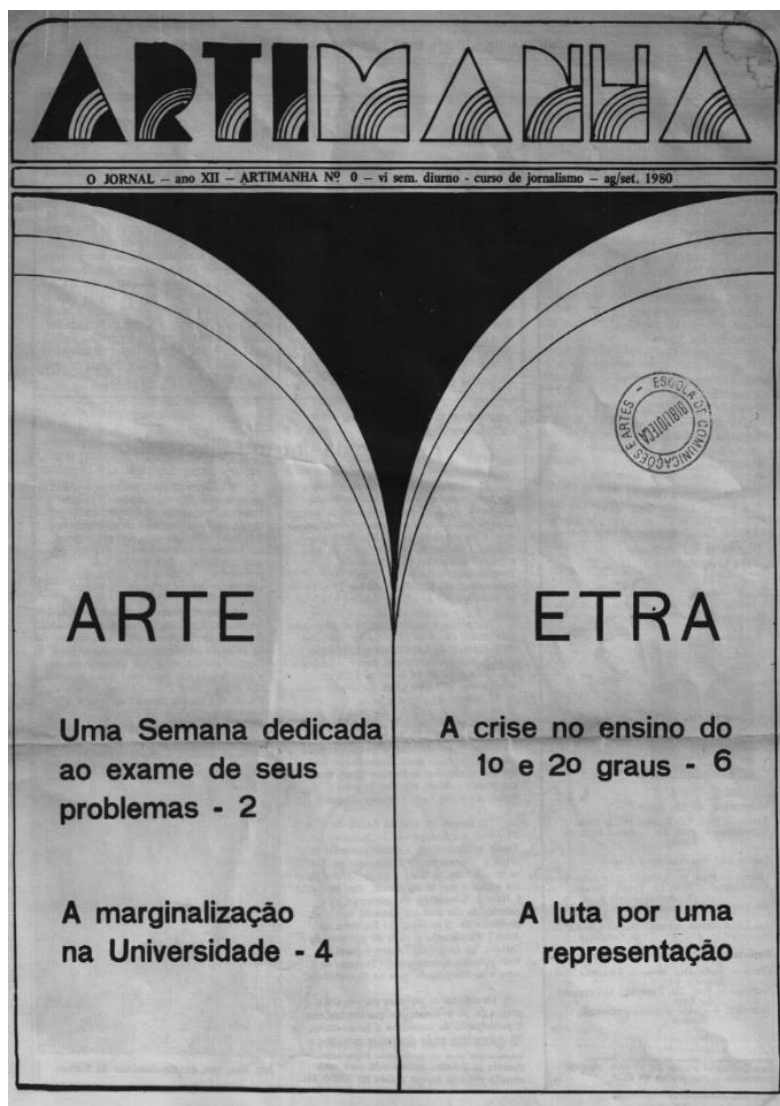 ARTIMANHA
O JORNAL — ano XII — ARTIMANHA Nº 0 — vi sem. diurno - curso de jornalismo — ag/set. 1980
ESCOLA DE COMUNICAÇÕES E ARTES -
BIBLIOTECA
ARTE
Uma Semana dedicada
ao exame de seus
problemas - 2
A marginalização
na Universidade - 4
ETRA
A crise no ensino do
1o e 2o graus - 6
A luta por uma
representação